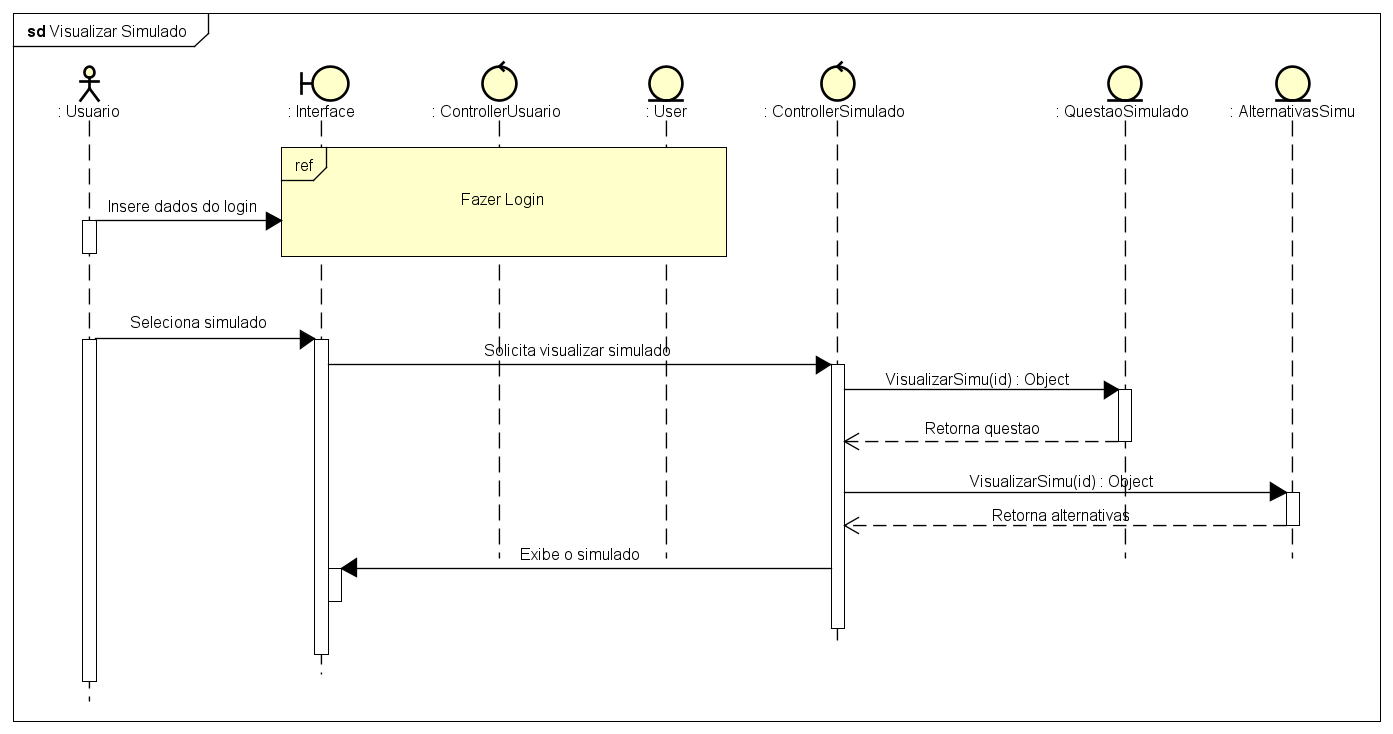 sd Visualizar Simulado
: Usuario
: Interface
: ControllerUsuario
: User
: ControllerSimulado
: QuestaoSimulado
: AlternativasSimu
ref
Fazer Login
Insere dados do login
Seleciona simulado
Solicita visualizar simulado
VisualizarSimu(id) : Object
Retorna questao
VisualizarSimu(id) : Object
Retorna alternativas
Exibe o simulado